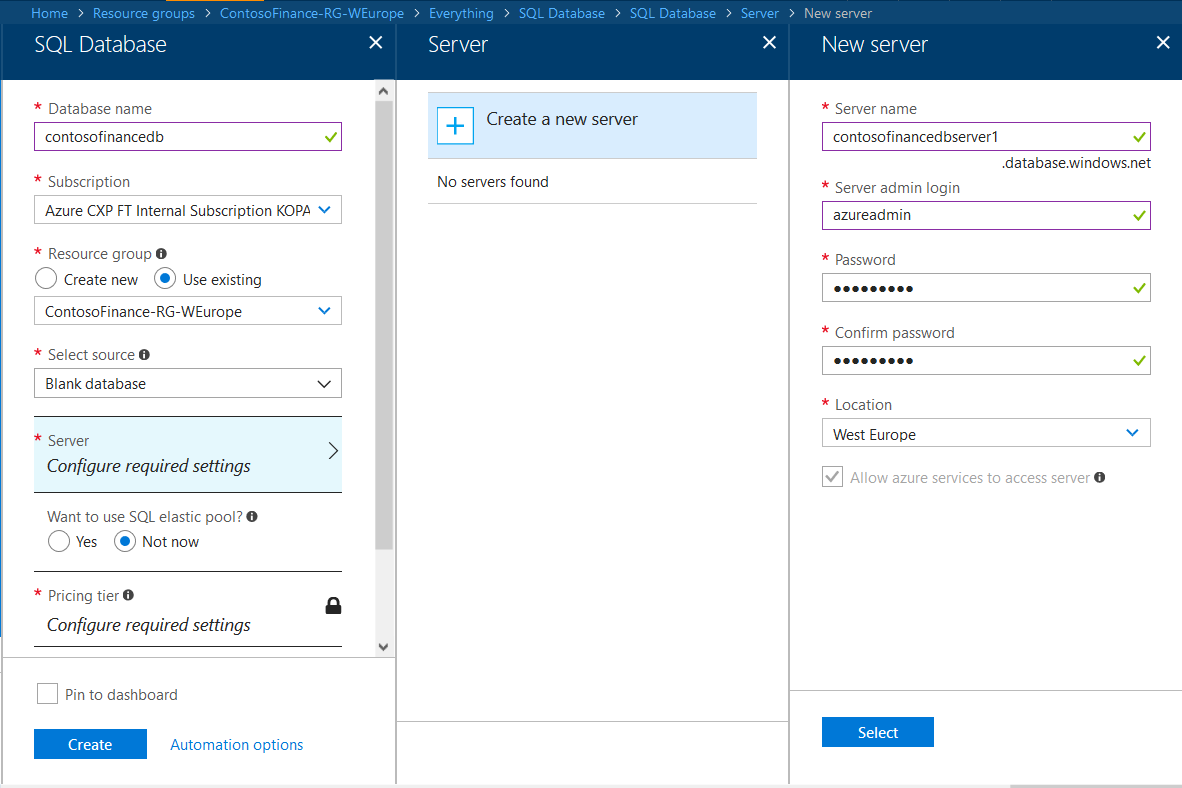 Home > Resource groups > ContosoFinance-RG-WEurope > Everything > SQL Database > SQL Database > Server > New server
SQL Database
* Database name
contosofinancedb
* Subscription
Azure CXP FT Internal Subscription KOPA
* Resource group
Create new
Use existing
ContosoFinance-RG-WEurope
* Select source
Blank database
* Server
Configure required settings
Want to use SQL elastic pool?
Yes
Not now
* Pricing tier
Configure required settings
Pin to dashboard
Create
Automation options
Server
Create a new server
No servers found
New server
* Server name
contosofinancedbserver1
.database.windows.net
* Server admin login
azureadmin
* Password
•••••••••
* Confirm password
•••••••••
* Location
West Europe
Allow azure services to access server
Select